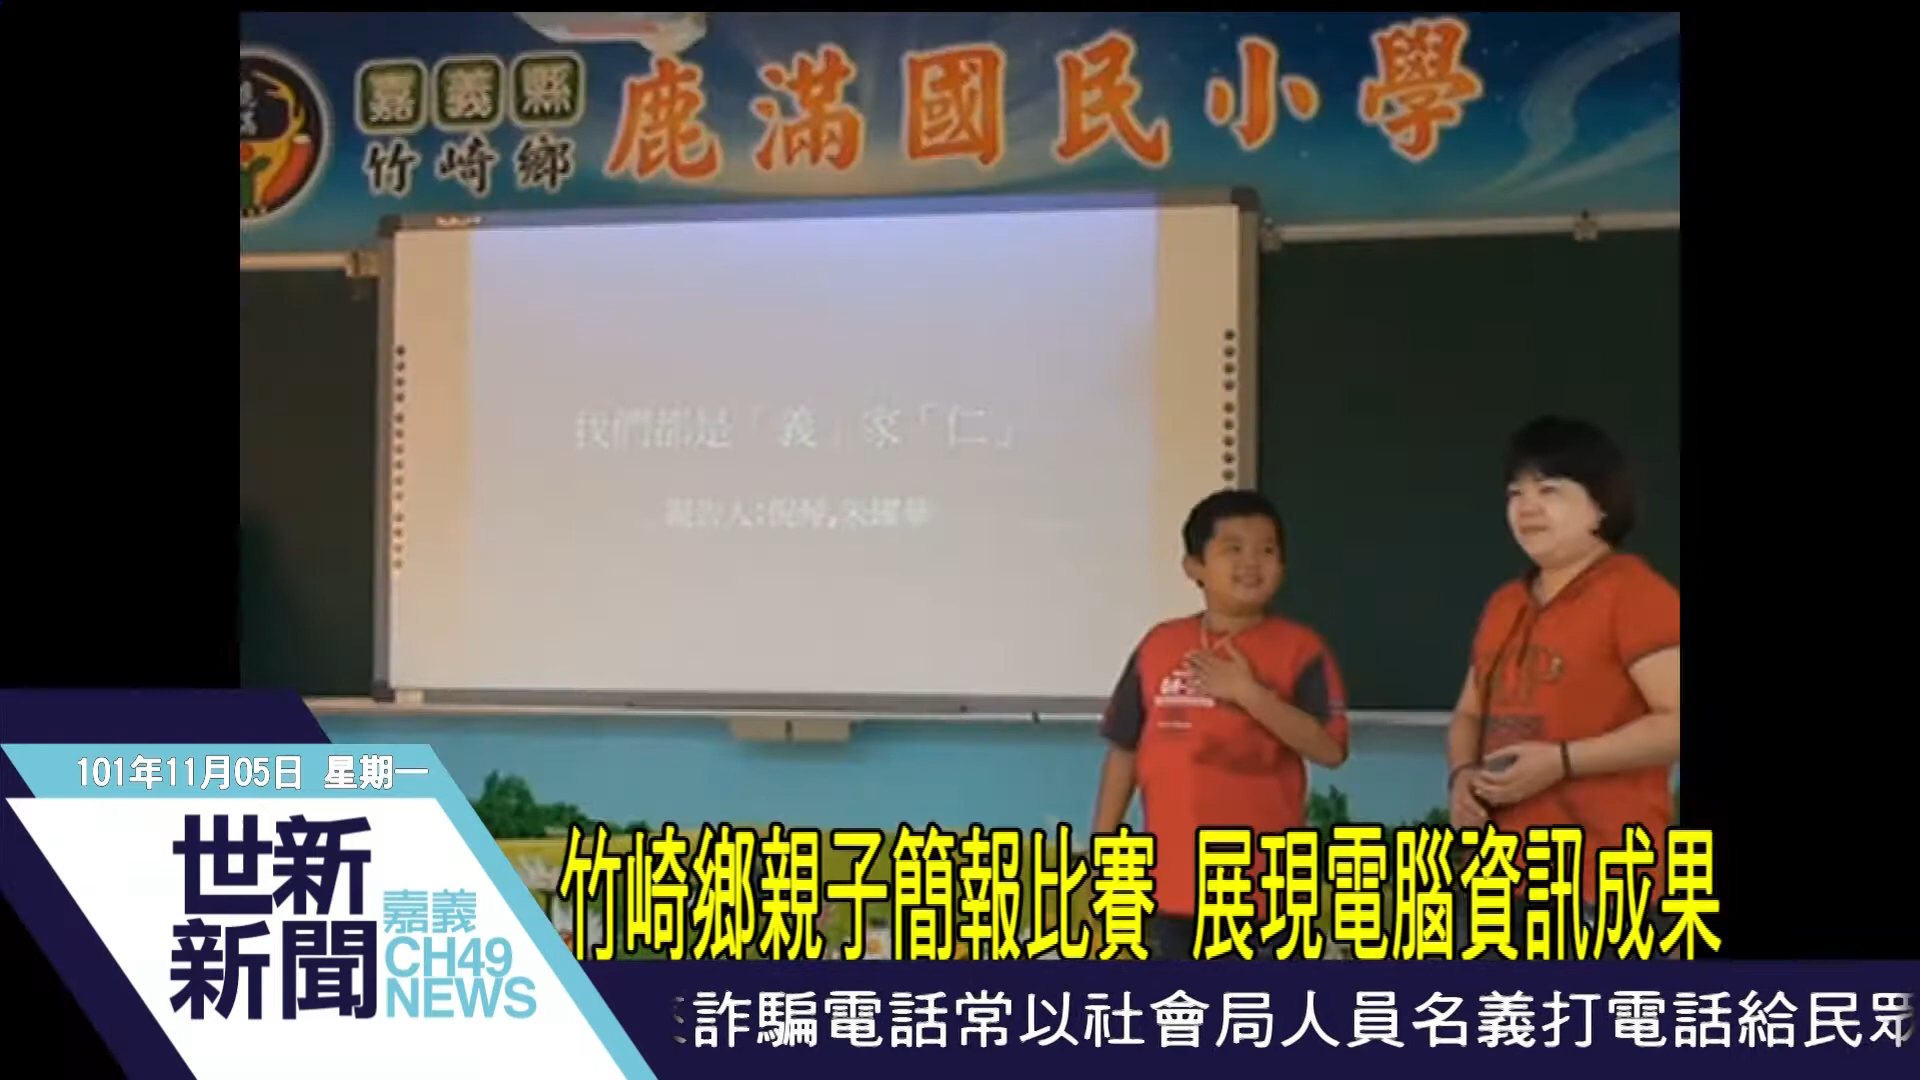 嘉義縣
竹崎鄉
鹿滿國民小學
我們都是「義」家「仁」
101年11月05日 星期一
世新
新聞
嘉義
CH49
NEWS
竹崎鄉親子簡報比賽 展現電腦資訊成果
詐騙電話常以社會局人員名義打電話給民眾